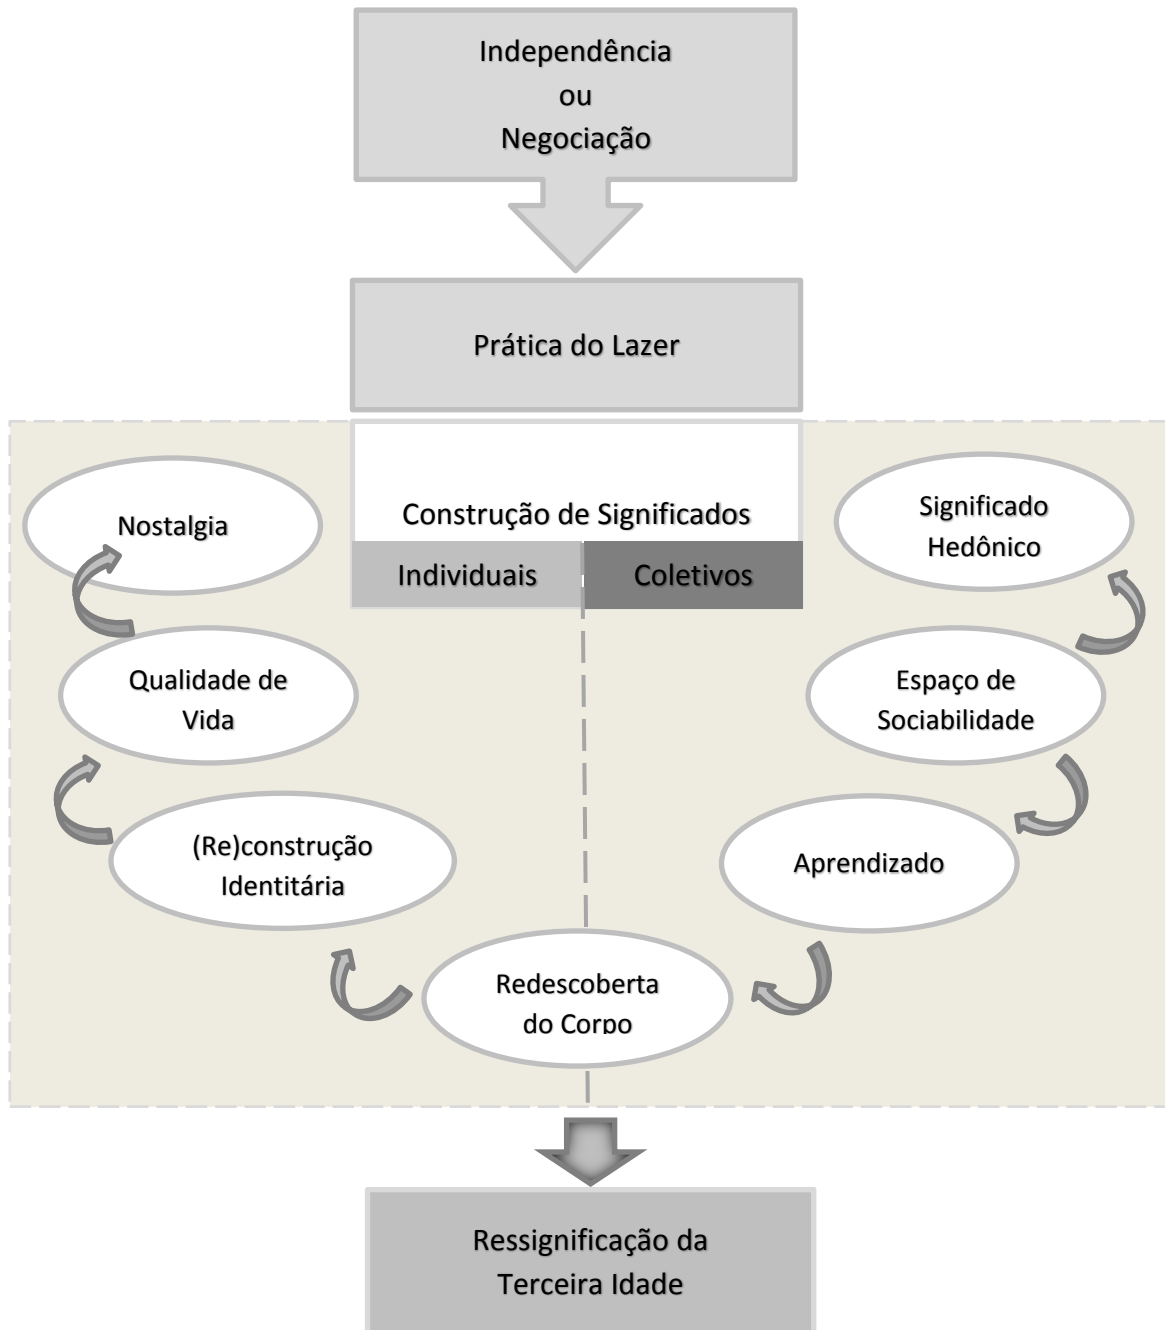 Independência
ou
Negociação
Prática do Lazer
Construção de Significados
Individuais
Coletivos
Nostalgia
Qualidade de
Vida
(Re)construção
Identitária
Redescoberta
do Corpo
Significado
Hedônico
Espaço de
Sociabilidade
Aprendizado
Ressignificação da
Terceira Idade